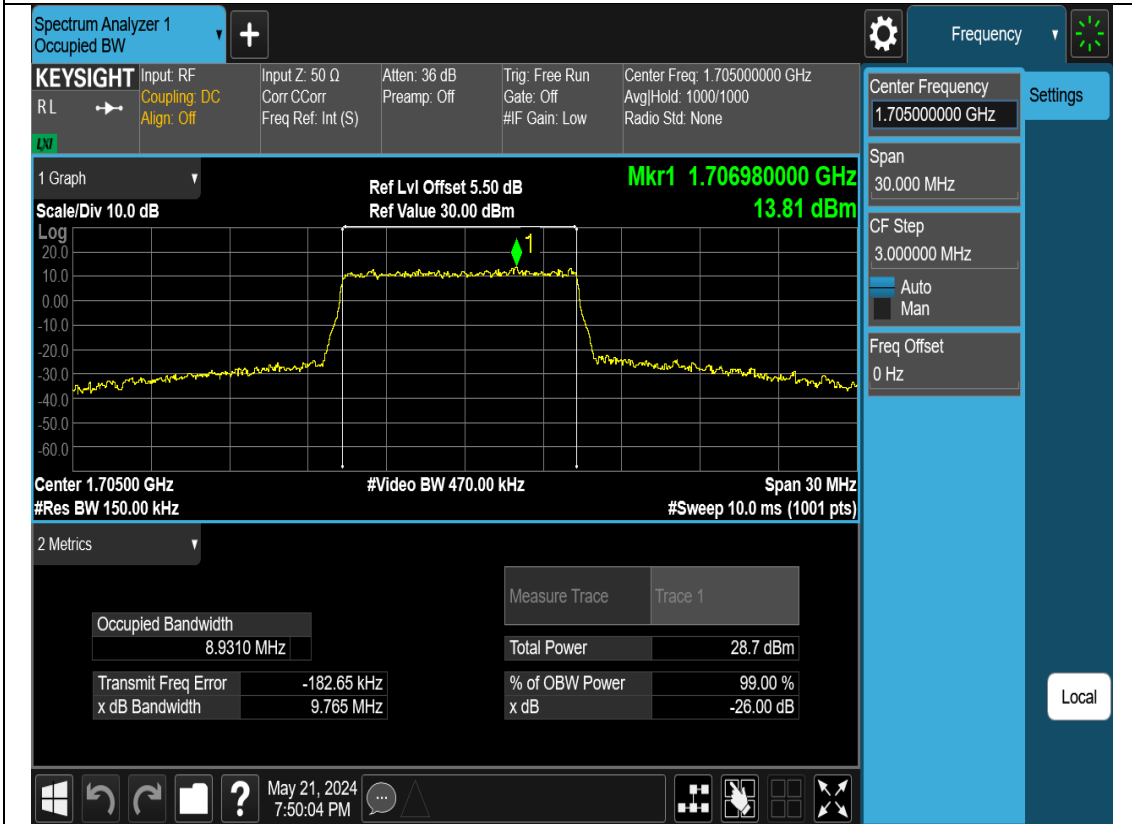 Spectrum Analyzer 1
Occupied BW
+
Frequency
KEYSIGHT
RL
LXI
Input: RF
Coupling: DC
Align: Off
Input Z: 50 Ω
Corr CCorr
Freq Ref: Int (S)
Atten: 36 dB
Preamp: Off
Trig: Free Run
Gate: Off
#IF Gain: Low
Center Freq: 1.705000000 GHz
Avg|Hold: 1000/1000
Radio Std: None
Center Frequency
1.705000000 GHz
Settings
Span
30.000 MHz
CF Step
3.000000 MHz
Auto
Man
Freq Offset
0 Hz
Local
1 Graph
Scale/Div 10.0 dB
Ref Lvl Offset 5.50 dB
Ref Value 30.00 dBm
Mkr1 1.706980000 GHz
13.81 dBm
Log
1
20.0
10.0
0.00
-10.0
-20.0
-30.0
-40.0
-50.0
-60.0
Center 1.70500 GHz
#Video BW 470.00 kHz
Span 30 MHz
#Res BW 150.00 kHz
#Sweep 10.0 ms (1001 pts)
2 Metrics
Measure Trace Trace 1
Occupied Bandwidth
8.9310 MHz
Total Power 28.7 dBm
Transmit Freq Error -182.65 kHz
% of OBW Power 99.00 %
x dB Bandwidth 9.765 MHz
x dB -26.00 dB
?
May 21, 2024
7:50:04 PM